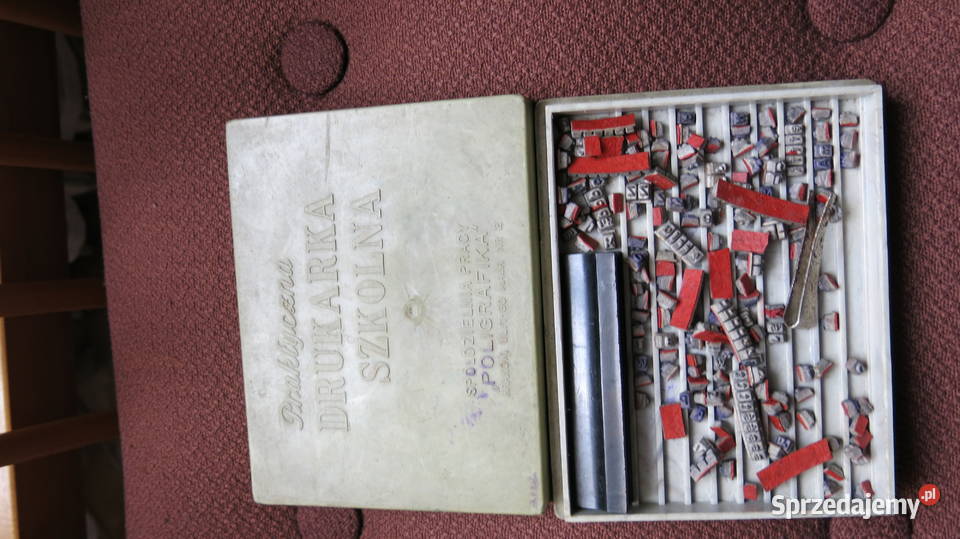 Praktyczna
DRUKARKA
SZKOLNA
SPÓŁDZIELNIA PRACY
"POLIGRAFIKA"
Sprzedajemy.pl